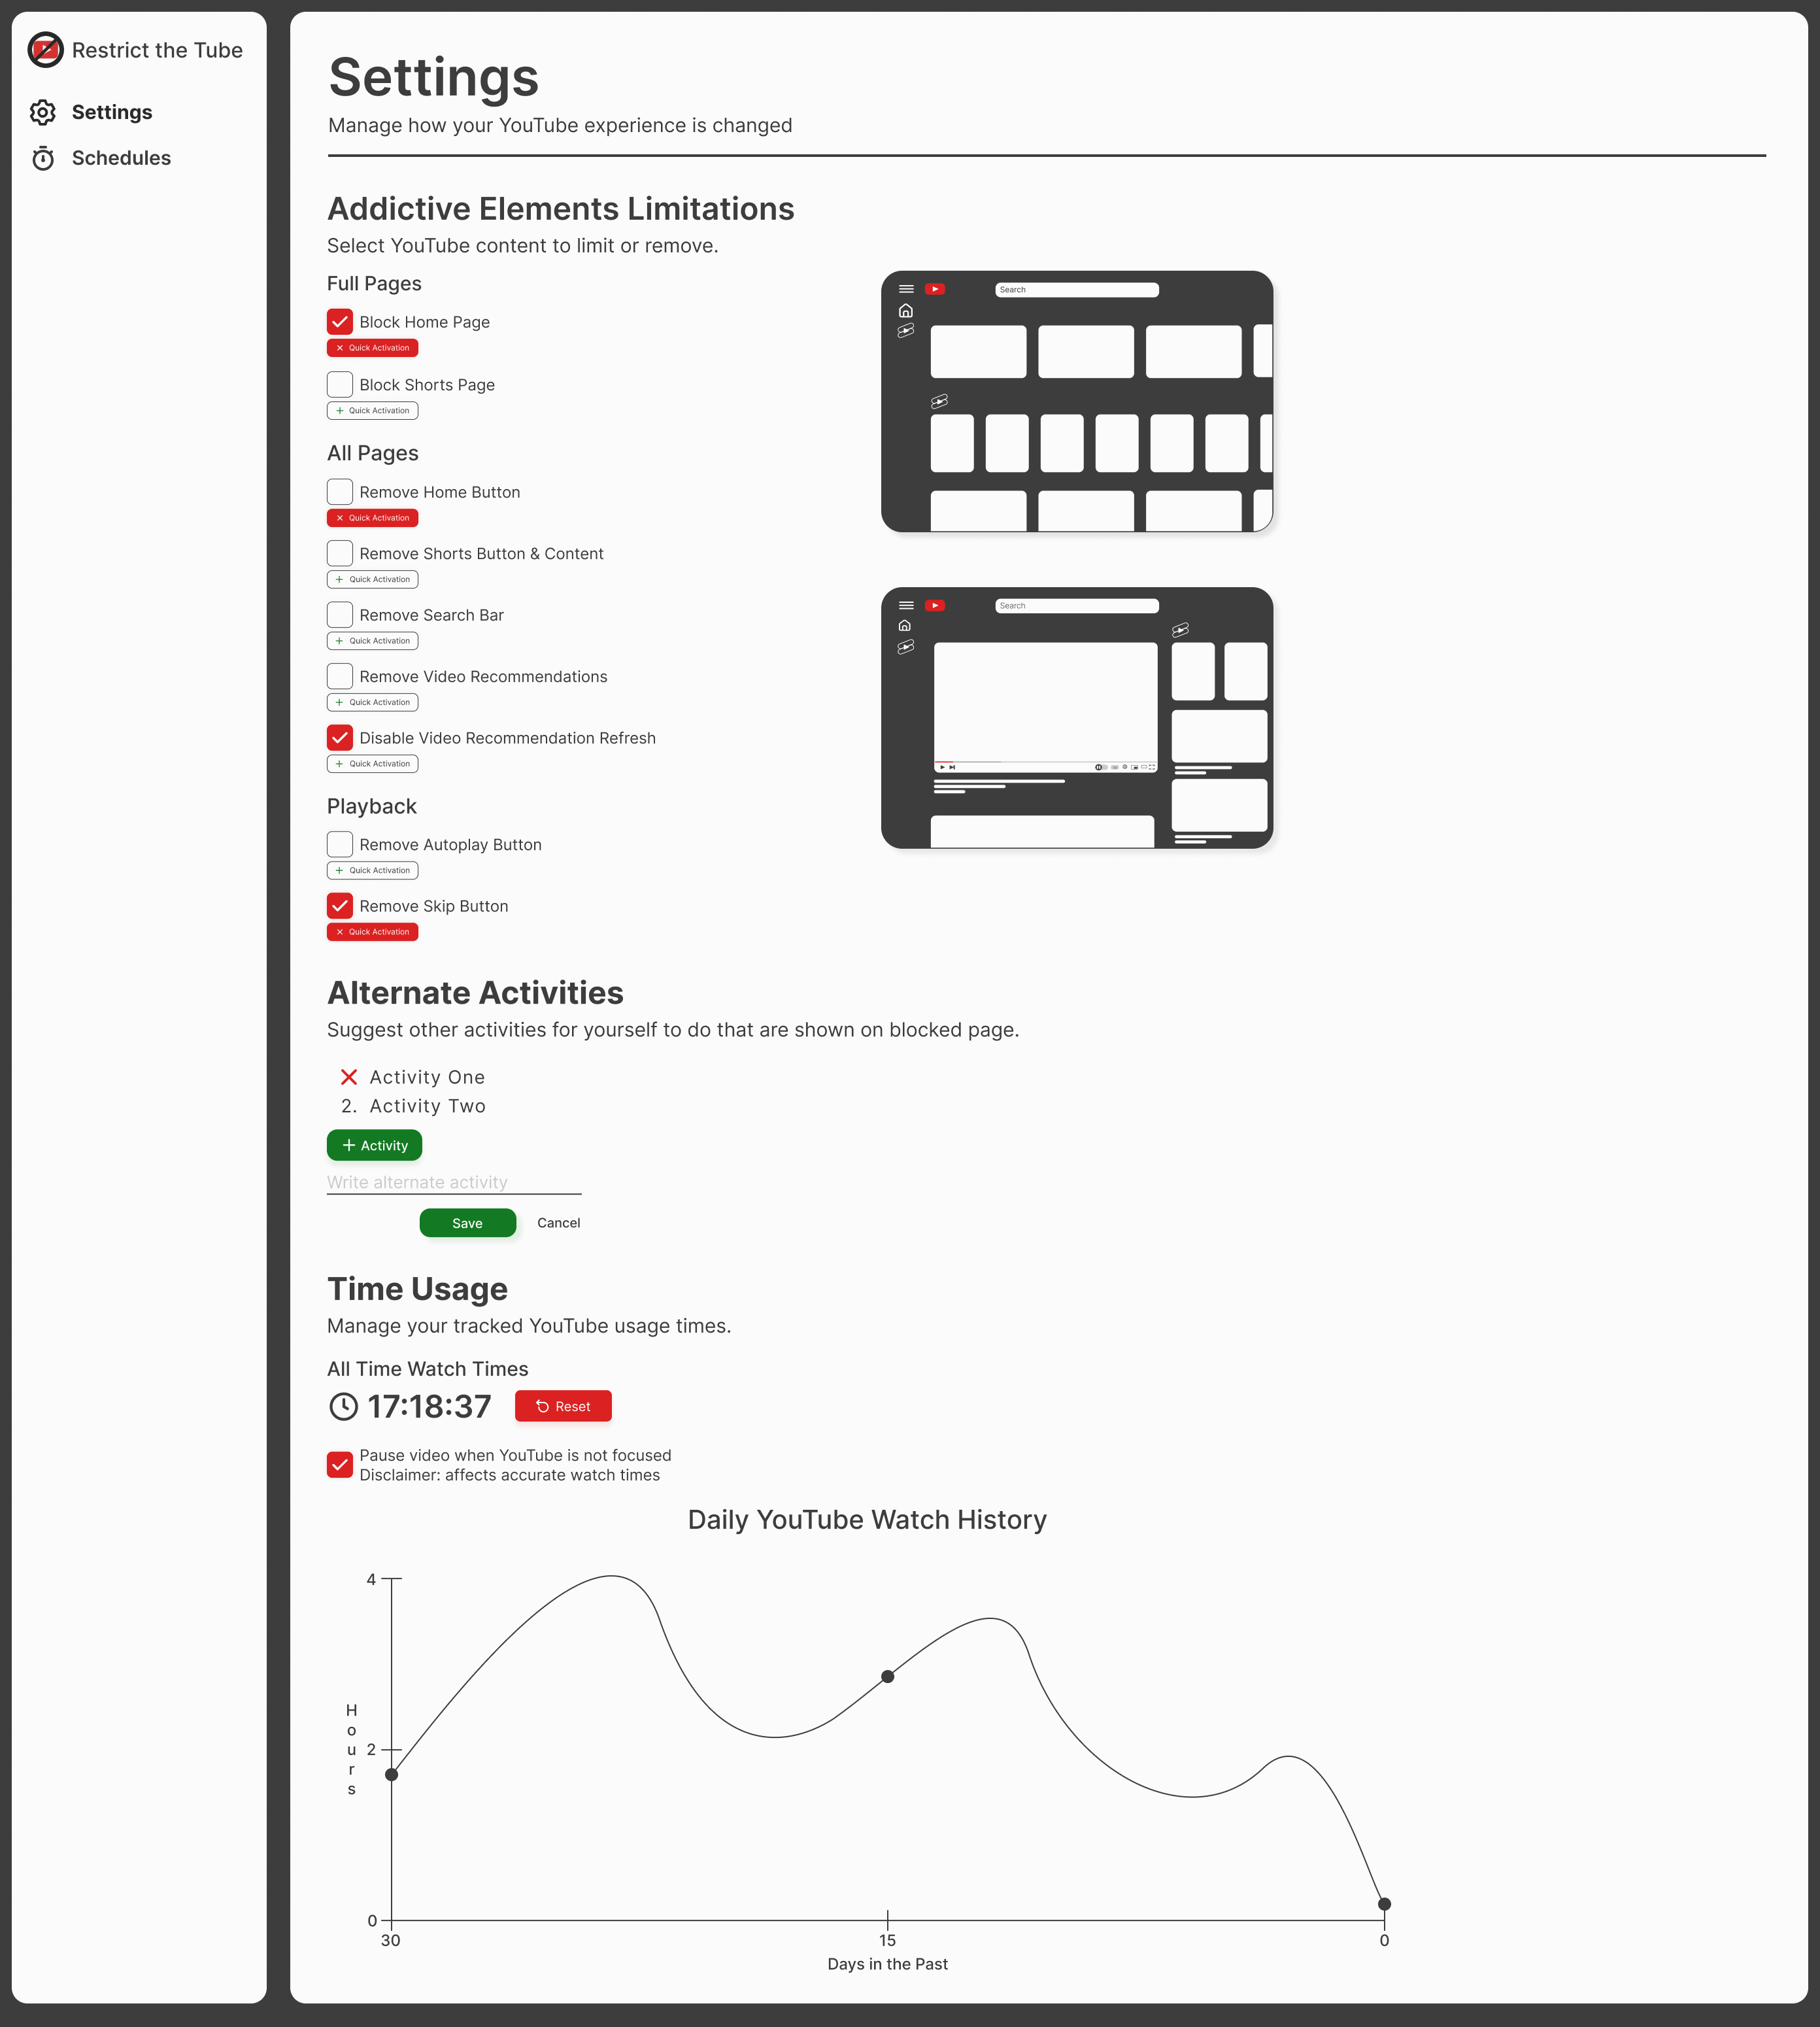 Restrict the Tube
Settings
Schedules
Settings
Manage how your YouTube experience is changed
Addictive Elements Limitations
Select YouTube content to limit or remove.
Full Pages
Block Home Page
Quick Activation
Block Shorts Page
Quick Activation
All Pages
Remove Home Button
Quick Activation
Remove Shorts Button & Content
Quick Activation
Remove Search Bar
Quick Activation
Remove Video Recommendations
Quick Activation
Disable Video Recommendation Refresh
Quick Activation
Playback
Remove Autoplay Button
Quick Activation
Remove Skip Button
Quick Activation
Search
Search
Alternate Activities
Suggest other activities for yourself to do that are shown on blocked page.
Activity One
2. Activity Two
+ Activity
Write alternate activity
Save Cancel
Time Usage
Manage your tracked YouTube usage times.
All Time Watch Times
17:18:37 Reset
Pause video when YouTube is not focused
Disclaimer: affects accurate watch times
Daily YouTube Watch History
4
2
0
Hours
30 15 0
Days in the Past